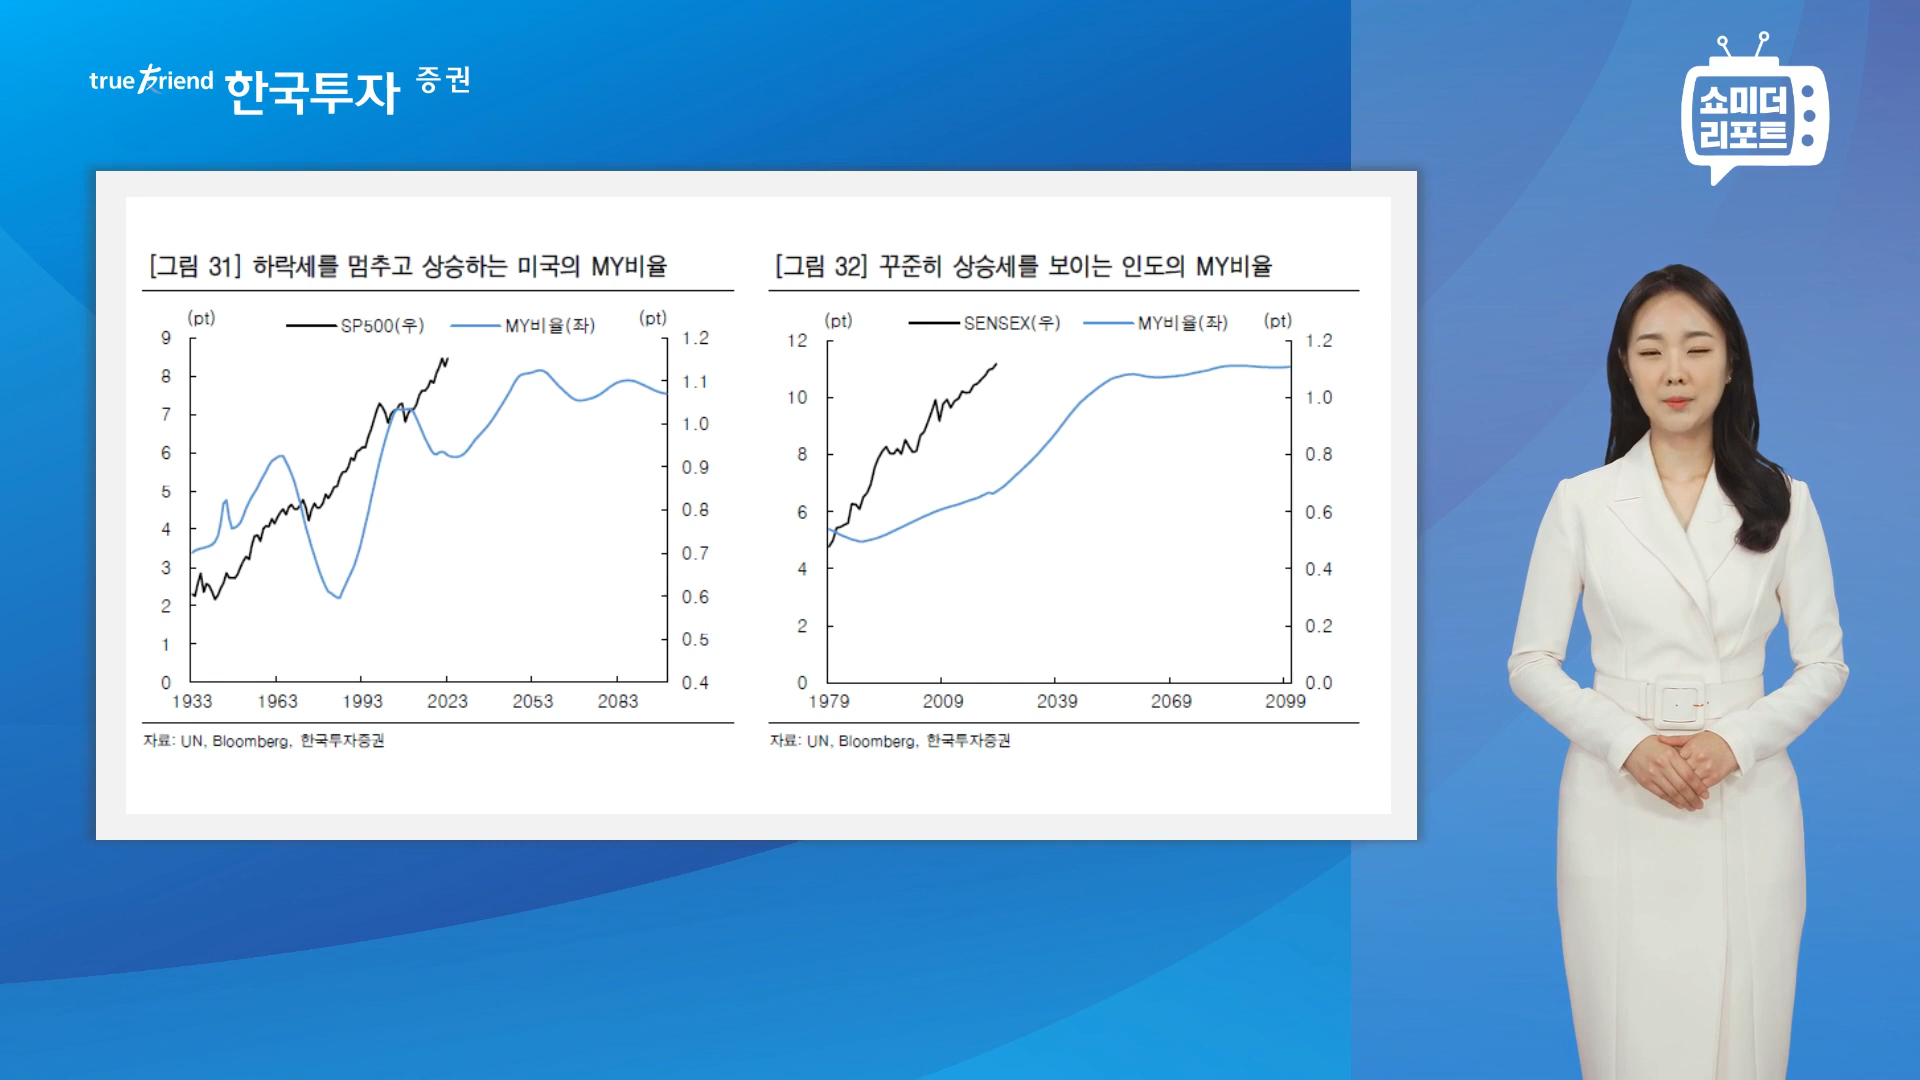 true friend 한국투자 증권
쇼미더
리포트
[그림 31] 하락세를 멈추고 상승하는 미국의 MY비율
(pt) SP500(우) MY비율(좌) (pt)
9 1.2
8 1.1
7 1.0
6 0.9
5 0.8
4 0.7
3 0.6
2 0.5
1 0.4
0
1933 1963 1993 2023 2053 2083
자료: UN, Bloomberg, 한국투자증권
[그림 32] 꾸준히 상승세를 보이는 인도의 MY비율
(pt) SENSEX(우) MY비율(좌) (pt)
12 1.2
10 1.0
8 0.8
6 0.6
4 0.4
2 0.2
0 0.0
1979 2009 2039 2069 2099
자료: UN, Bloomberg, 한국투자증권